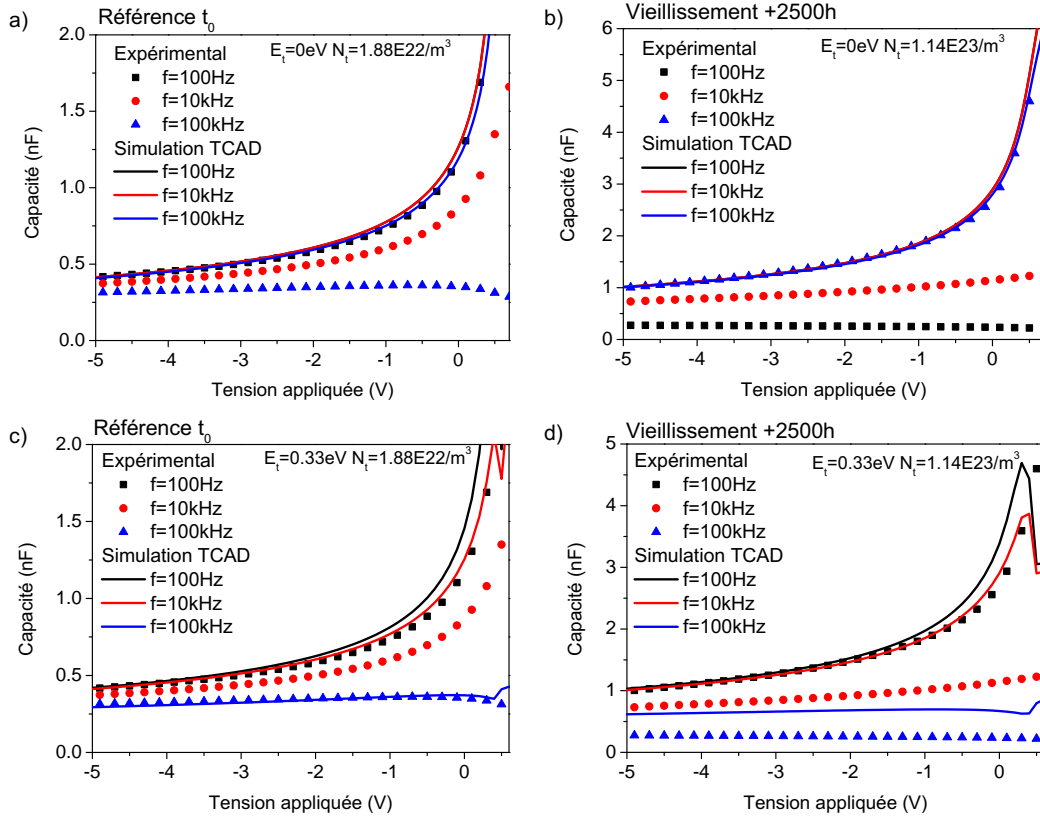 a)
Référence t0
Et=0eV Nt=1.88E22/m³
Expérimental
f=100Hz
f=10kHz
f=100kHz
Simulation TCAD
f=100Hz
f=10kHz
f=100kHz
Capacité (nF)
2.0
1.5
1.0
0.5
0.0
-5 -4 -3 -2 -1 0
Tension appliquée (V)
b)
Vieillissement +2500h
Et=0eV Nt=1.14E23/m³
Expérimental
f=100Hz
f=10kHz
f=100kHz
Simulation TCAD
f=100Hz
f=10kHz
f=100kHz
Capacité (nF)
6
5
4
3
2
1
0
-5 -4 -3 -2 -1 0
Tension appliquée (V)
c)
Référence t0
Et=0.33eV Nt=1.88E22/m³
Expérimental
f=100Hz
f=10kHz
f=100kHz
Simulation TCAD
f=100Hz
f=10kHz
f=100kHz
Capacité (nF)
2.0
1.5
1.0
0.5
0.0
-5 -4 -3 -2 -1 0
Tension appliquée (V)
d)
Vieillissement +2500h
Et=0.33eV Nt=1.14E23/m³
Expérimental
f=100Hz
f=10kHz
f=100kHz
Simulation TCAD
f=100Hz
f=10kHz
f=100kHz
Capacité (nF)
5
4
3
2
1
0
-5 -4 -3 -2 -1 0
Tension appliquée (V)